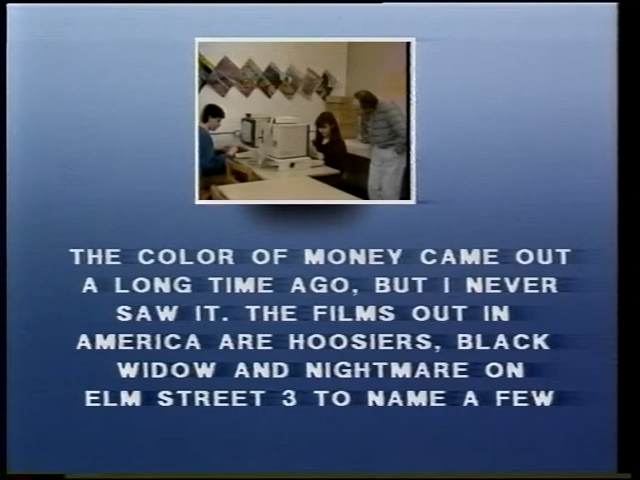 THE COLOR OF MONEY CAME OUT
A LONG TIME AGO, BUT I NEVER
SAW IT. THE FILMS OUT IN
AMERICA ARE HOOSIERS, BLACK
WIDOW AND NIGHTMARE ON
ELM STREET 3 TO NAME A FEW